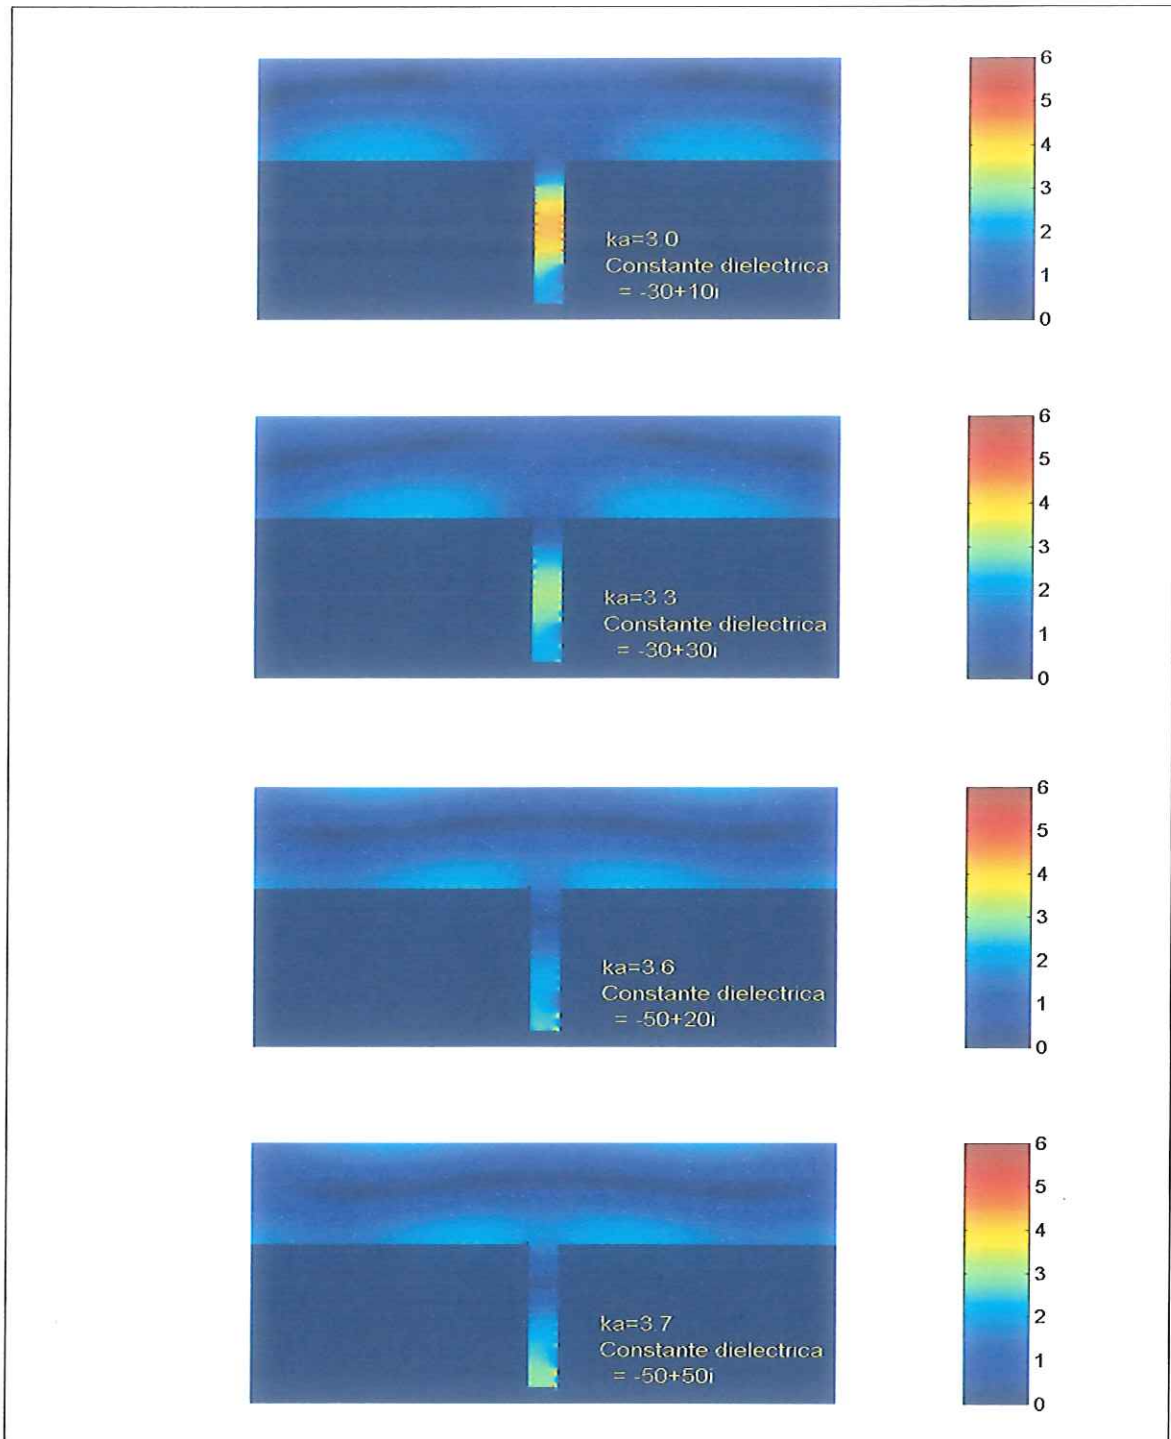 6
5
4
3
2
1
0
ka=3.0
Constante dielectrica
= -30+10i
6
5
4
3
2
1
0
ka=3.3
Constante dielectrica
= -30+30i
6
5
4
3
2
1
0
ka=3.6
Constante dielectrica
= -50+20i
6
5
4
3
2
1
0
ka=3.7
Constante dielectrica
= -50+50i